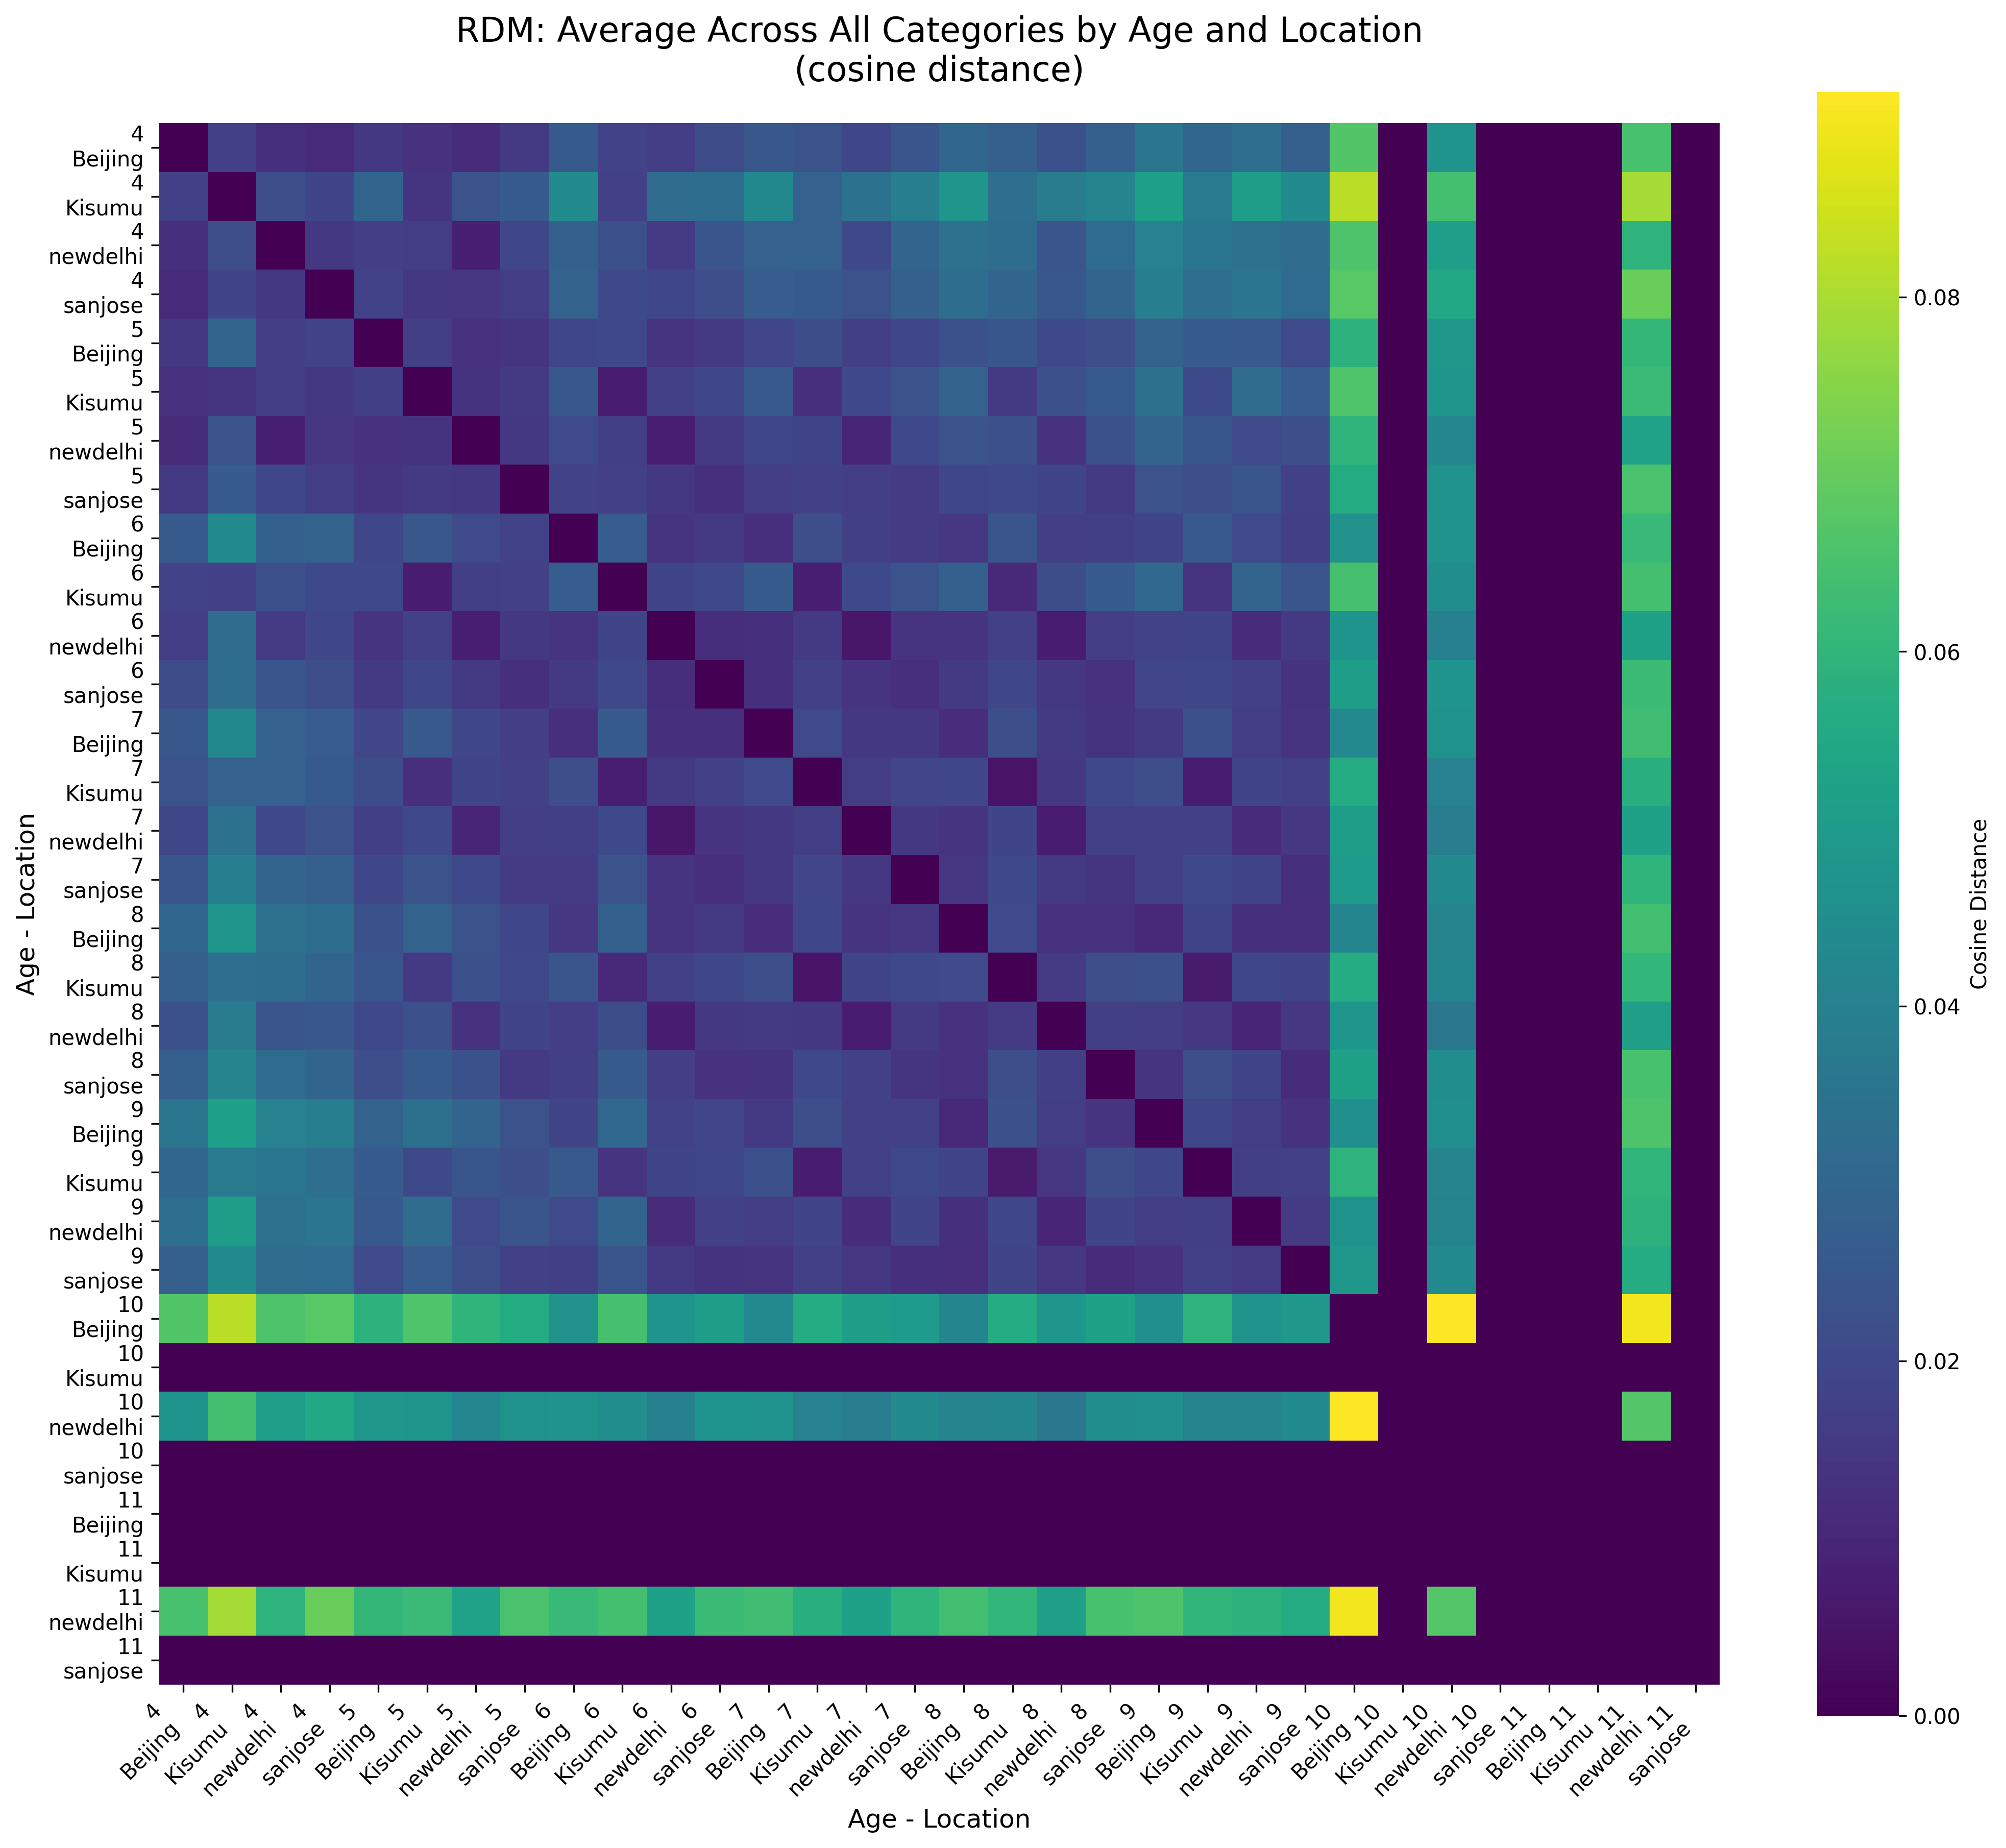 RDM: Average Across All Categories by Age and Location
(cosine distance)
4
Beijing
4
Kisumu
4
newdelhi
4
sanjose
5
Beijing
5
Kisumu
5
newdelhi
5
sanjose
6
Beijing
6
Kisumu
6
newdelhi
6
sanjose
7
Beijing
7
Kisumu
7
newdelhi
7
sanjose
8
Beijing
8
Kisumu
8
newdelhi
8
sanjose
9
Beijing
9
Kisumu
9
newdelhi
9
sanjose
10
Beijing
10
Kisumu
10
newdelhi
10
sanjose
11
Beijing
11
Kisumu
11
newdelhi
11
sanjose
Age - Location
4
Beijing
4
Kisumu
4
newdelhi
4
sanjose
5
Beijing
5
Kisumu
5
newdelhi
5
sanjose
6
Beijing
6
Kisumu
6
newdelhi
6
sanjose
7
Beijing
7
Kisumu
7
newdelhi
7
sanjose
8
Beijing
8
Kisumu
8
newdelhi
8
sanjose
9
Beijing
9
Kisumu
9
newdelhi
9
sanjose
10
Beijing
10
Kisumu
10
newdelhi
10
sanjose
11
Beijing
11
Kisumu
11
newdelhi
11
sanjose
Age - Location
0.08
0.06
0.04
0.02
0.00
Cosine Distance